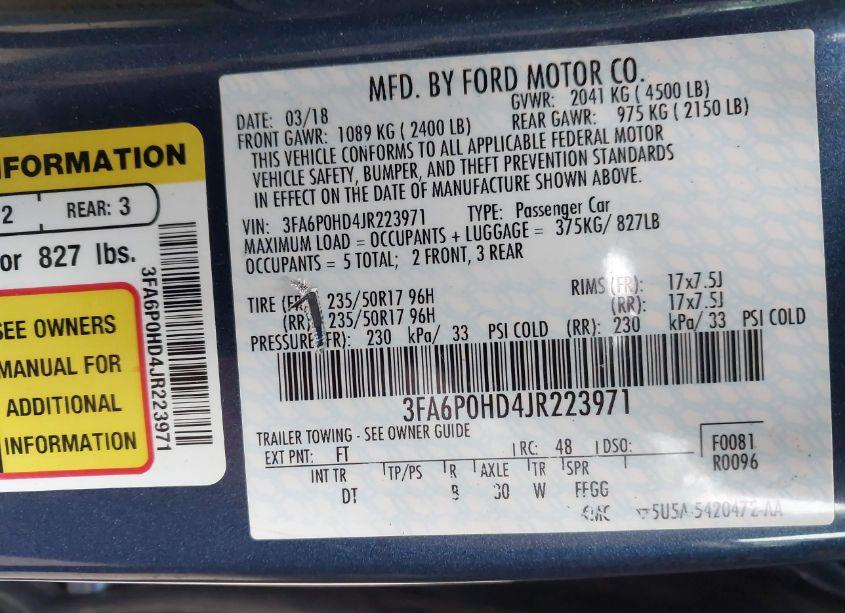 NFORMATION
2 REAR: 3
or 827 lbs.
SEE OWNERS
MANUAL FOR
ADDITIONAL
INFORMATION
3FA6P0HD4JR223971
MFD. BY FORD MOTOR CO.
DATE: 03/18 GVWR: 2041 KG ( 4500 LB)
FRONT GAWR: 1089 KG ( 2400 LB) REAR GAWR: 975 KG ( 2150 LB)
THIS VEHICLE CONFORMS TO ALL APPLICABLE FEDERAL MOTOR
VEHICLE SAFETY, BUMPER, AND THEFT PREVENTION STANDARDS
IN EFFECT ON THE DATE OF MANUFACTURE SHOWN ABOVE.
VIN: 3FA6P0HD4JR223971 TYPE: Passenger Car
MAXIMUM LOAD = OCCUPANTS + LUGGAGE = 375KG/ 827LB
OCCUPANTS = 5 TOTAL; 2 FRONT, 3 REAR
TIRE (FR): 235/50R17 96H RIMS (FR): 17x7.5J
(RR): 235/50R17 96H (RR): 17x7.5J
PRESSURE(FR): 230 kPa/ 33 PSI COLD (RR): 230 kPa/ 33 PSI COLD
3FA6P0HD4JR223971
TRAILER TOWING - SEE OWNER GUIDE
EXT PNT: FT RC: 48 DSO: F0081
INT TR TP/PS R AXLE TR SPR R0096
DT W FFGG